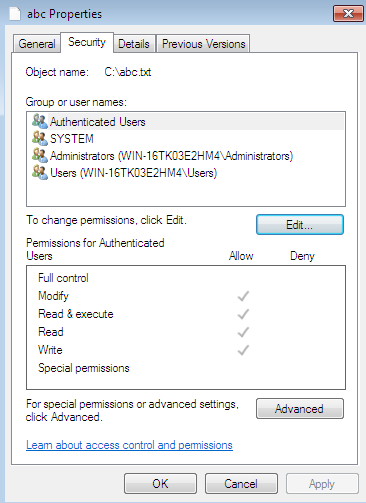 abc Properties
General Security Details Previous Versions
Object name: C:\abc.txt
Group or user names:
Authenticated Users
SYSTEM
Administrators (WIN-16TK03E2HM4\Administrators)
Users (WIN-16TK03E2HM4\Users)
To change permissions, click Edit.
Edit...
Permissions for Authenticated
Users Allow Deny
Full control
Modify
Read & execute
Read
Write
Special permissions
For special permissions or advanced settings,
click Advanced.
Advanced
Learn about access control and permissions
OK Cancel Apply